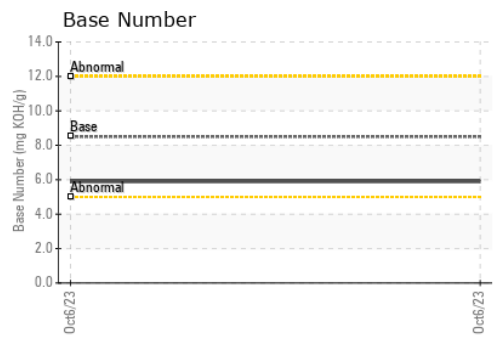 Base Number
14.0
Abnormal
12.0
10.0
Base
8.0
6.0
Abnormal
4.0
2.0
0.0
Base Number (mg KOH/g)
Oct6/23
Oct6/23